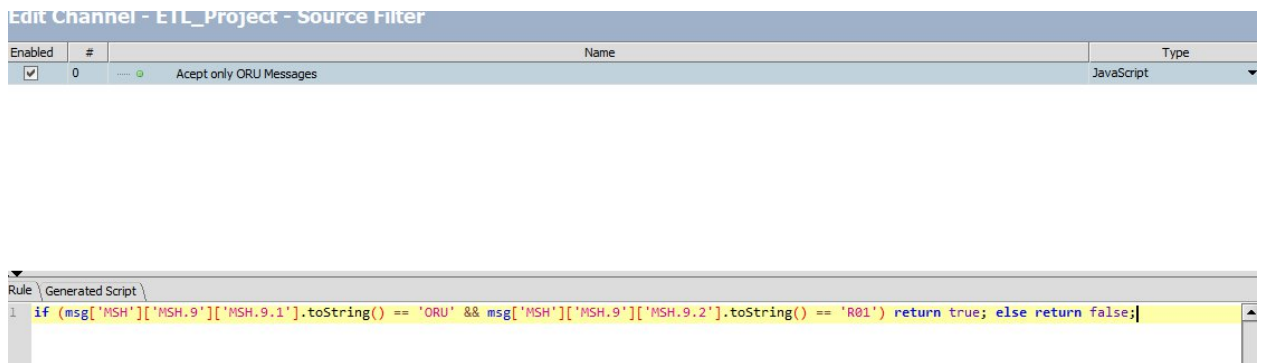 Edit Channel - ETL_Project - Source Filter
Enabled # Name Type
0 Acept only ORU Messages JavaScript
Rule Generated Script
1 if (msg['MSH']['MSH.9']['MSH.9.1'].toString() == 'ORU' && msg['MSH']['MSH.9']['MSH.9.2'].toString() == 'R01') return true; else return false;